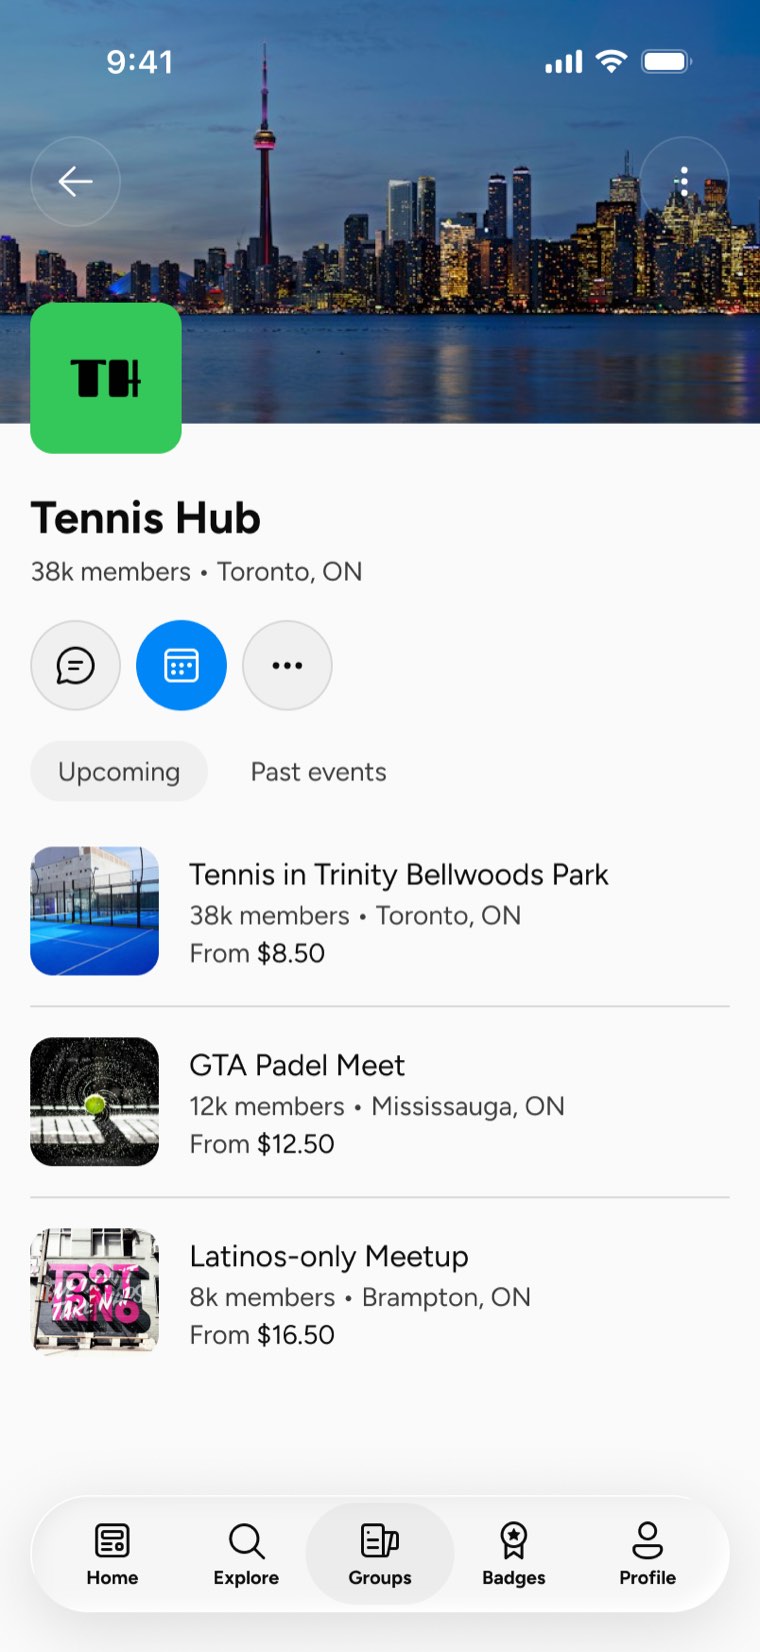 9:41
TH
Tennis Hub
38k members • Toronto, ON
Upcoming
Past events
Tennis in Trinity Bellwoods Park
38k members • Toronto, ON
From $8.50
GTA Padel Meet
12k members • Mississauga, ON
From $12.50
Latinos-only Meetup
8k members • Brampton, ON
From $16.50
Home
Explore
Groups
Badges
Profile